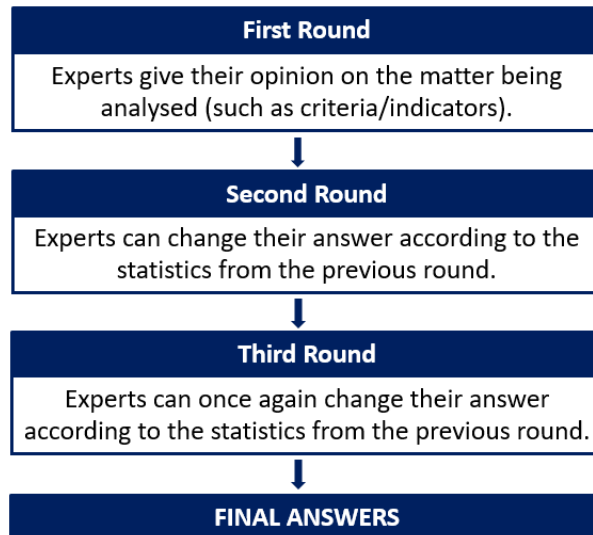 First Round
Experts give their opinion on the matter being
analysed (such as criteria/indicators).
Second Round
Experts can change their answer according to the
statistics from the previous round.
Third Round
Experts can once again change their answer
according to the statistics from the previous round.
FINAL ANSWERS